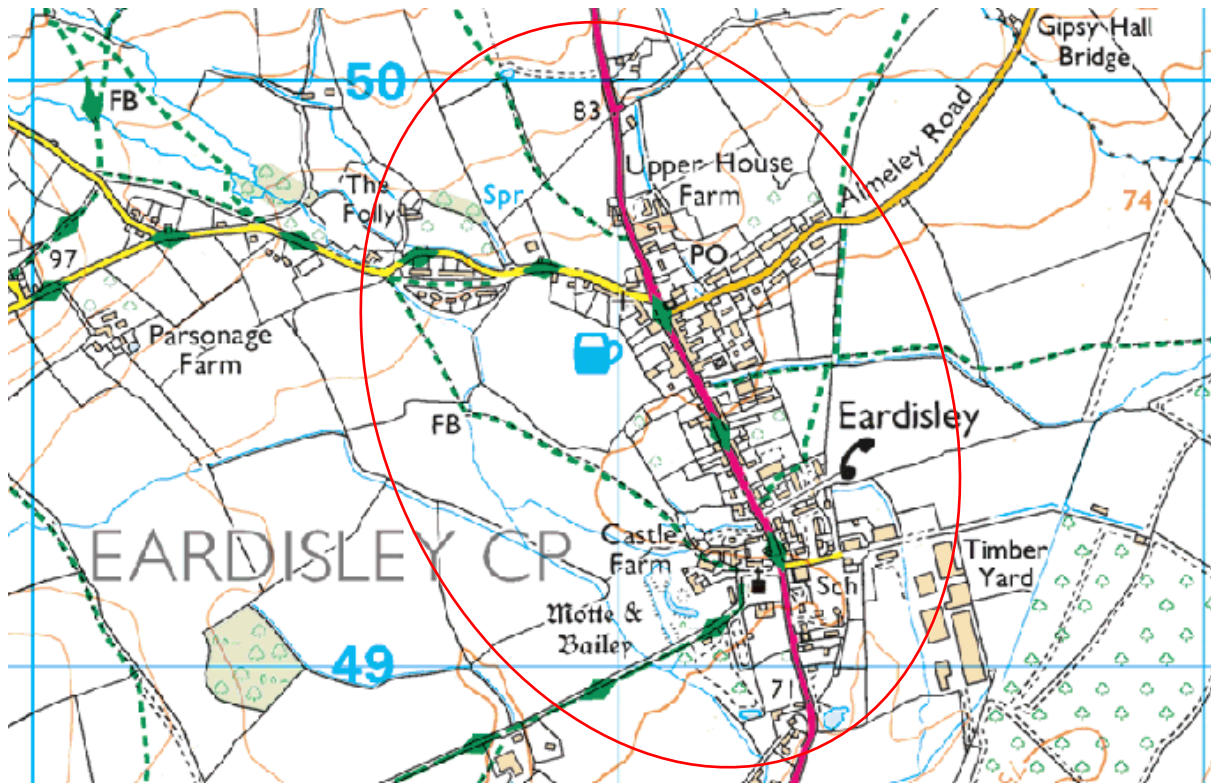 Gipsy Hall
Bridge
50
FB
83
Almeley Road
Upper House
Farm
'The
Folly'
Spr
74
PO
97
Parsonage
Farm
FB
Eardisley
EARDISLEY CP
Castle
Farm
Timber
Yard
Sch
Motte &
Bailey
49
71